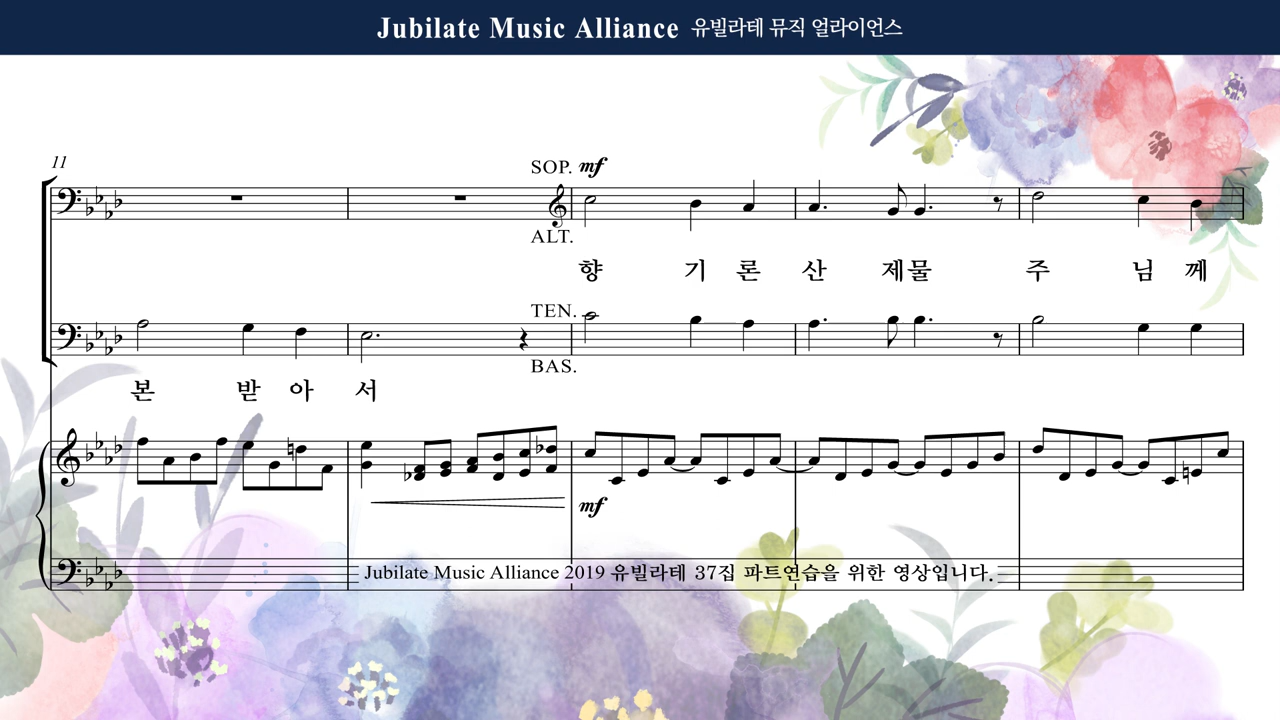 Jubilate Music Alliance 유빌라테 뮤직 얼라이언스
11
SOP. mf
ALT.
향 기 론 산 제 물 주 님 께
TEN.
BAS.
본 받 아 서
mf
Jubilate Music Alliance 2019 유빌라테 37집 파트연습을 위한 영상입니다.